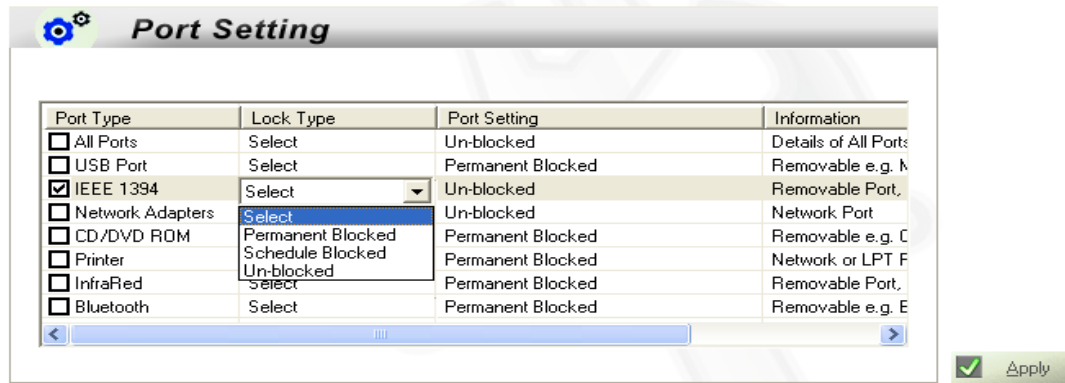 Port Setting
Port Type Lock Type Port Setting Information
All Ports Select Un-blocked Details of All Ports
USB Port Select Permanent Blocked Removable e.g. M
IEEE 1394 Select Un-blocked Removable Port,
Network Adapters Select Un-blocked Network Port
CD/DVD ROM Permanent Blocked Permanent Blocked Removable e.g. C
Printer Schedule Blocked Permanent Blocked Network or LPT P
Un-blocked
InfraRed Select Permanent Blocked Removable Port,
Bluetooth Select Permanent Blocked Removable e.g. B
Apply